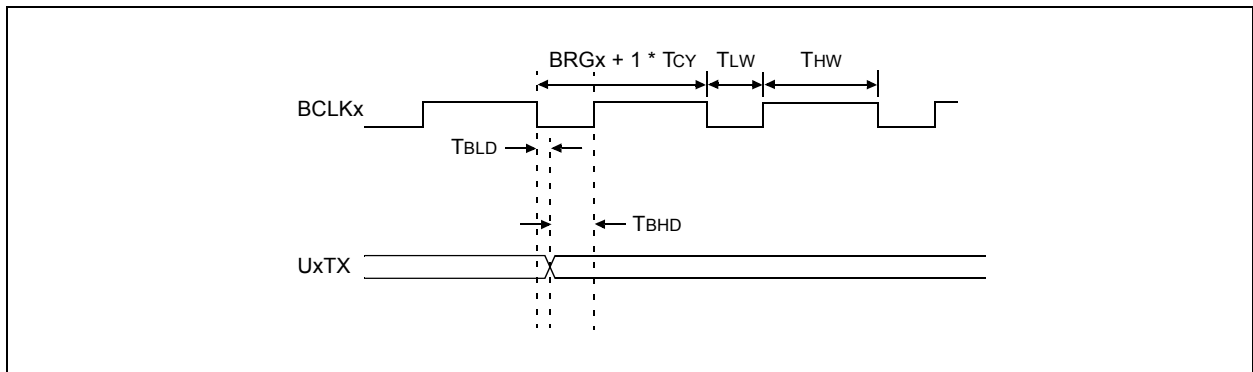 BRGx + 1 * TCY TLW THW
BCLKx
TBLD
TBHD
UxTX